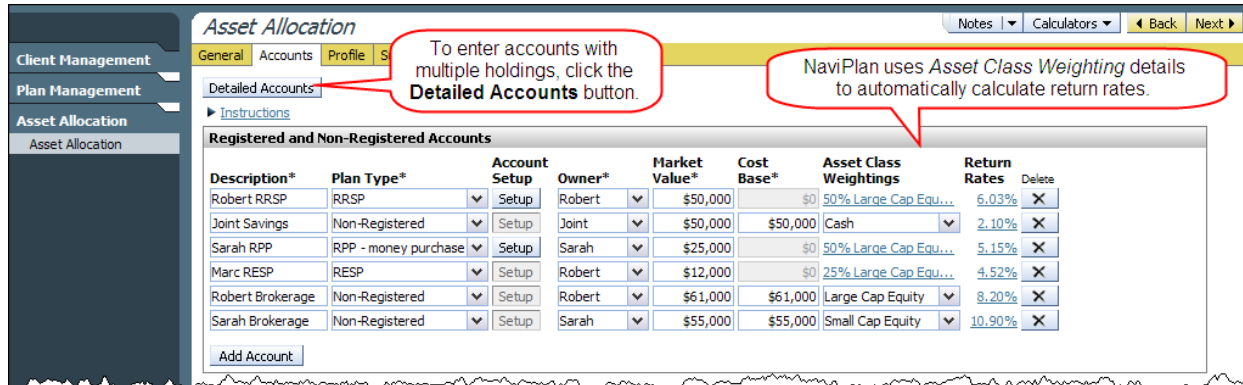 Asset Allocation
Notes
Calculators
Back
Next
Client Management
Plan Management
Asset Allocation
Asset Allocation
General Accounts Profile
To enter accounts with
multiple holdings, click the
Detailed Accounts button.
NaviPlan uses Asset Class Weighting details
to automatically calculate return rates.
Detailed Accounts
Instructions
Registered and Non-Registered Accounts
Description* Plan Type* Account Setup Owner* Market Value* Cost Base* Asset Class Weightings Return Rates Delete
Robert RRSP RRSP Setup Robert $50,000 $0 50% Large Cap Equ... 6.03% X
Joint Savings Non-Registered Setup Joint $50,000 $50,000 Cash 2.10% X
Sarah RPP RPP - money purchase Setup Sarah $25,000 $0 50% Large Cap Equ... 5.15% X
Marc RESP RESP Setup Robert $12,000 $0 25% Large Cap Equ... 4.52% X
Robert Brokerage Non-Registered Setup Robert $61,000 $61,000 Large Cap Equity 8.20% X
Sarah Brokerage Non-Registered Setup Sarah $55,000 $55,000 Small Cap Equity 10.90% X
Add Account